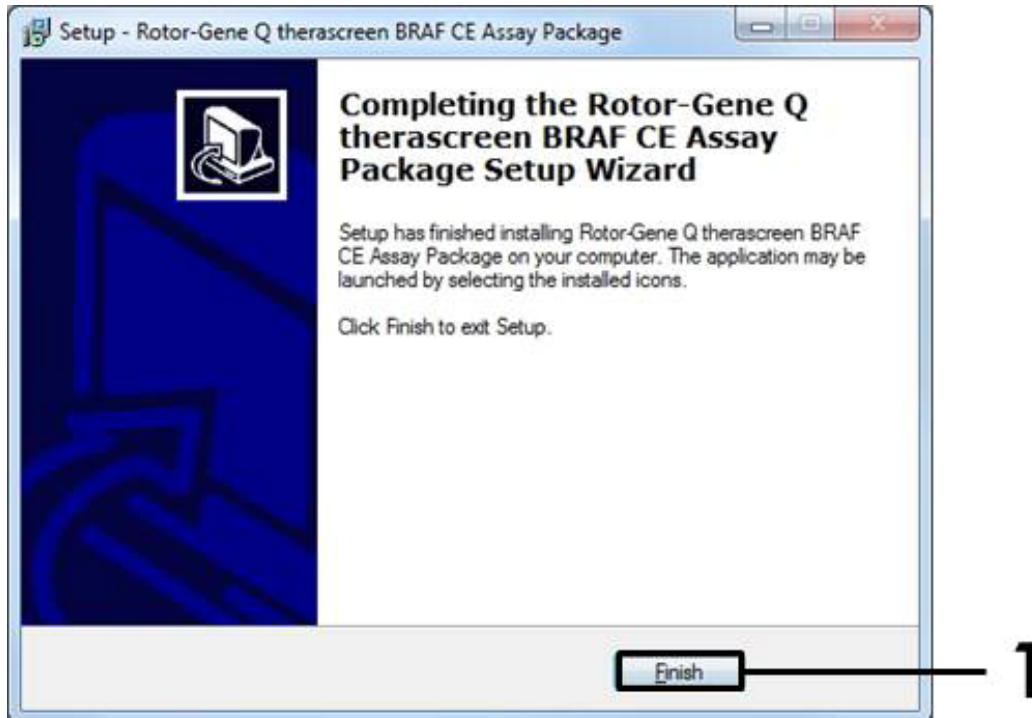 Setup - Rotor-Gene Q therascreen BRAF CE Assay Package
Completing the Rotor-Gene Q
therascreen BRAF CE Assay
Package Setup Wizard
Setup has finished installing Rotor-Gene Q therascreen BRAF
CE Assay Package on your computer. The application may be
launched by selecting the installed icons.
Click Finish to exit Setup.
Finish
1